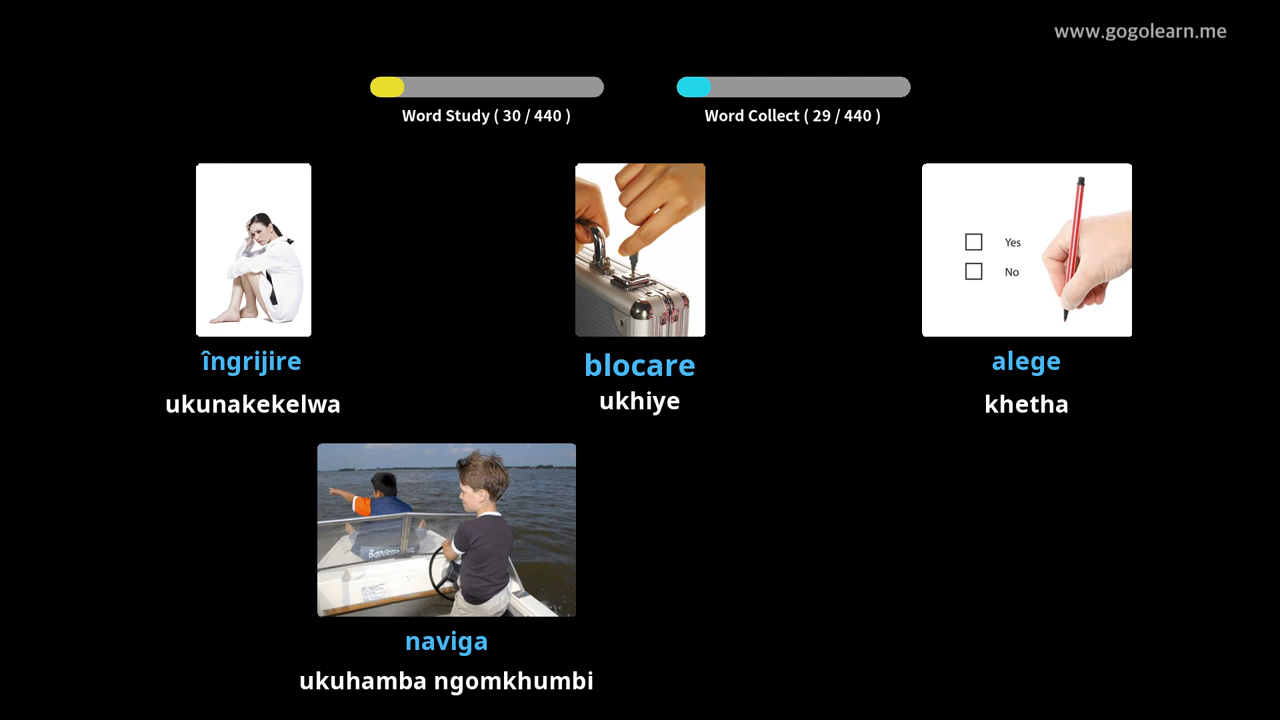 www.gogolearn.me
Word Study ( 30 / 440 )
Word Collect ( 29 / 440 )
Yes
No
îngrijire
blocare
alege
ukunakekelwa
ukhiye
khetha
naviga
ukuhamba ngomkhumbi